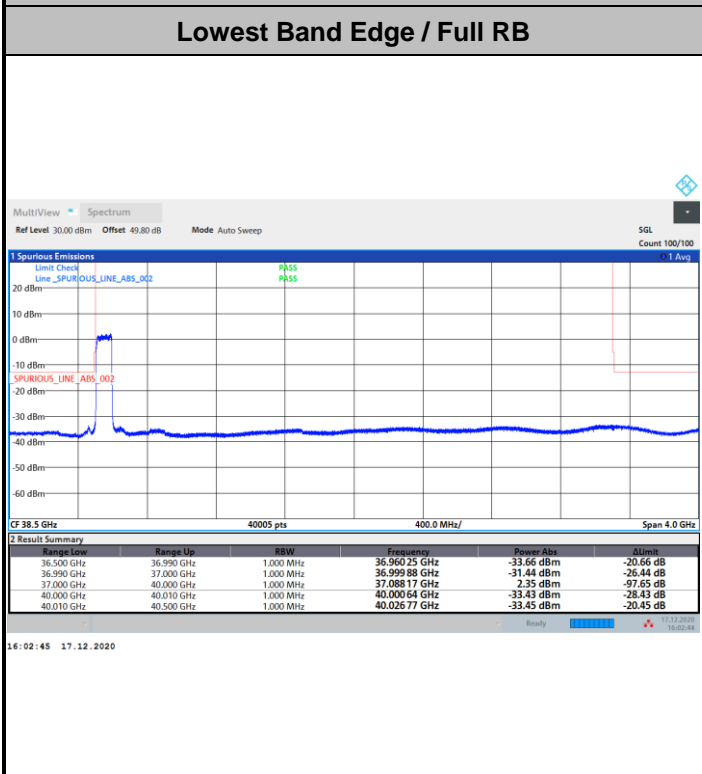 Lowest Band Edge / Full RB
MultiView Spectrum
Ref Level 30.00 dBm Offset 49.80 dB Mode Auto Sweep SGL
Count 100/100
1 Spurious Emissions 1 Avg
Limit Check PASS
Line _SPURIOUS_LINE_ABS_002 PASS
20 dBm
10 dBm
0 dBm
-10 dBm
_SPURIOUS_LINE_ABS_002
-20 dBm
-30 dBm
-40 dBm
-50 dBm
-60 dBm
CF 38.5 GHz 40005 pts 400.0 MHz/ Span 4.0 GHz
2 Result Summary
Range Low Range Up RBW Frequency Power Abs ΔLimit
36.500 GHz 36.990 GHz 1.000 MHz 36.960 25 GHz -33.66 dBm -20.66 dB
36.990 GHz 37.000 GHz 1.000 MHz 36.999 88 GHz -31.44 dBm -26.44 dB
37.000 GHz 40.000 GHz 1.000 MHz 37.088 17 GHz 2.35 dBm -97.65 dB
40.000 GHz 40.010 GHz 1.000 MHz 40.000 64 GHz -33.43 dBm -28.43 dB
40.010 GHz 40.500 GHz 1.000 MHz 40.026 77 GHz -33.45 dBm -20.45 dB
Ready 17.12.2020
16:02:44
16:02:45 17.12.2020